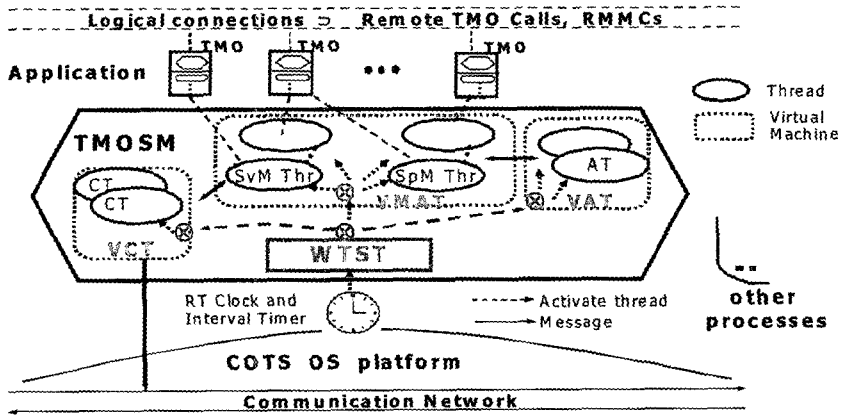 Logical connections ⊃ Remote TMO Calls, RMMCs
TMO
TMO
TMO
Application
•••
Thread
Virtual
Machine
TMOSM
SvM Thr
SpM Thr
AT
CT
CT
VMAT
VAT
VCT
WTST
RT Clock and
Interval Timer
Activate thread
Message
other
processes
COTS OS platform
Communication Network